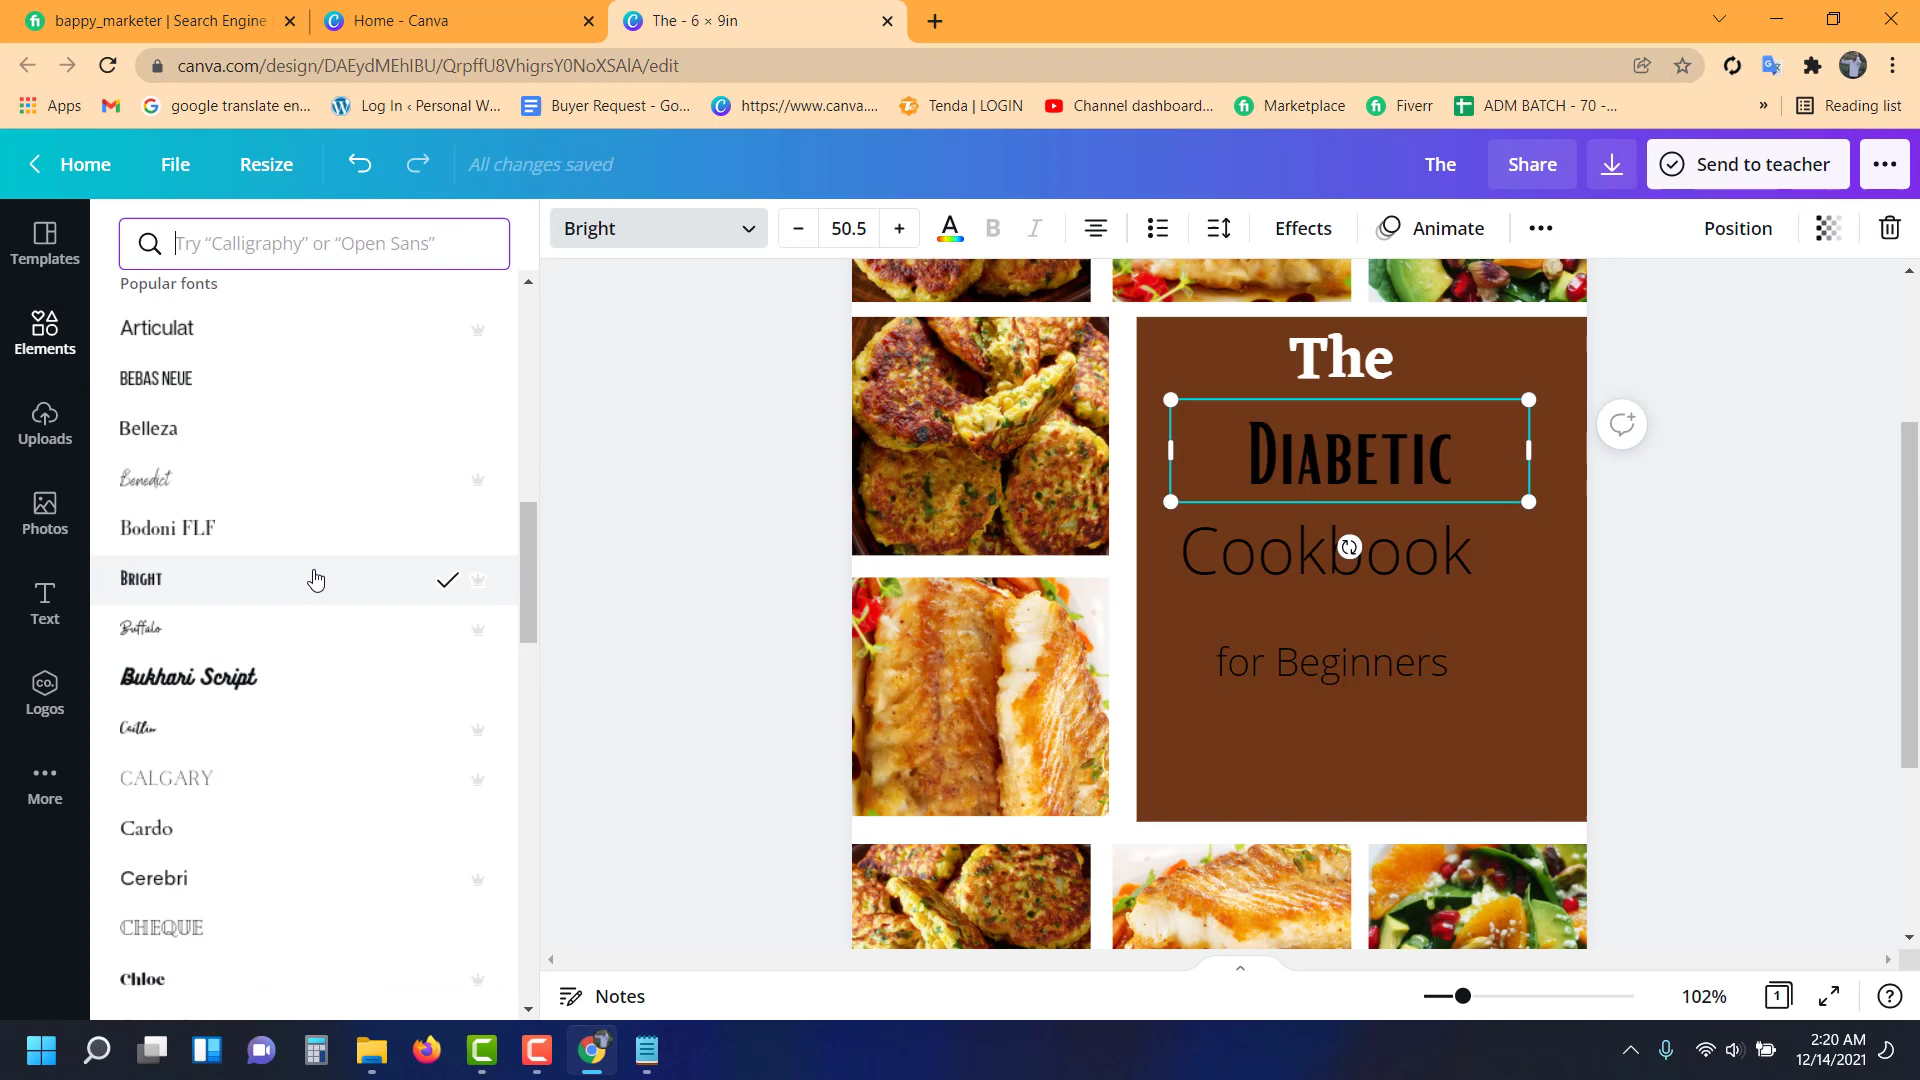 bappy_marketer | Search Engine
Home - Canva
The - 6 × 9in
canva.com/design/DAEydMEhIBU/QrpffU8VhigrsY0NoXSAlA/edit
Apps
google translate en...
Log In ‹ Personal W...
Buyer Request - Go...
https://www.canva....
Tenda | LOGIN
Channel dashboard...
Marketplace
Fiverr
ADM BATCH - 70 -...
»
Reading list
Home
File
Resize
All changes saved
The
Share
Send to teacher
Templates
Elements
Uploads
Photos
Text
CO.
Logos
More
Try “Calligraphy” or “Open Sans”
Popular fonts
Articulat
BEBAS NEUE
Belleza
Benedict
Bodoni FLF
BRIGHT
Buffalo
Bukhari Script
Caitlin
CALGARY
Cardo
Cerebri
CHEQUE
Chloe
Bright
50.5
A
B
I
Effects
Animate
Position
The
DIABETIC
Cookbook
for Beginners
Notes
102%
1
2:20 AM
12/14/2021